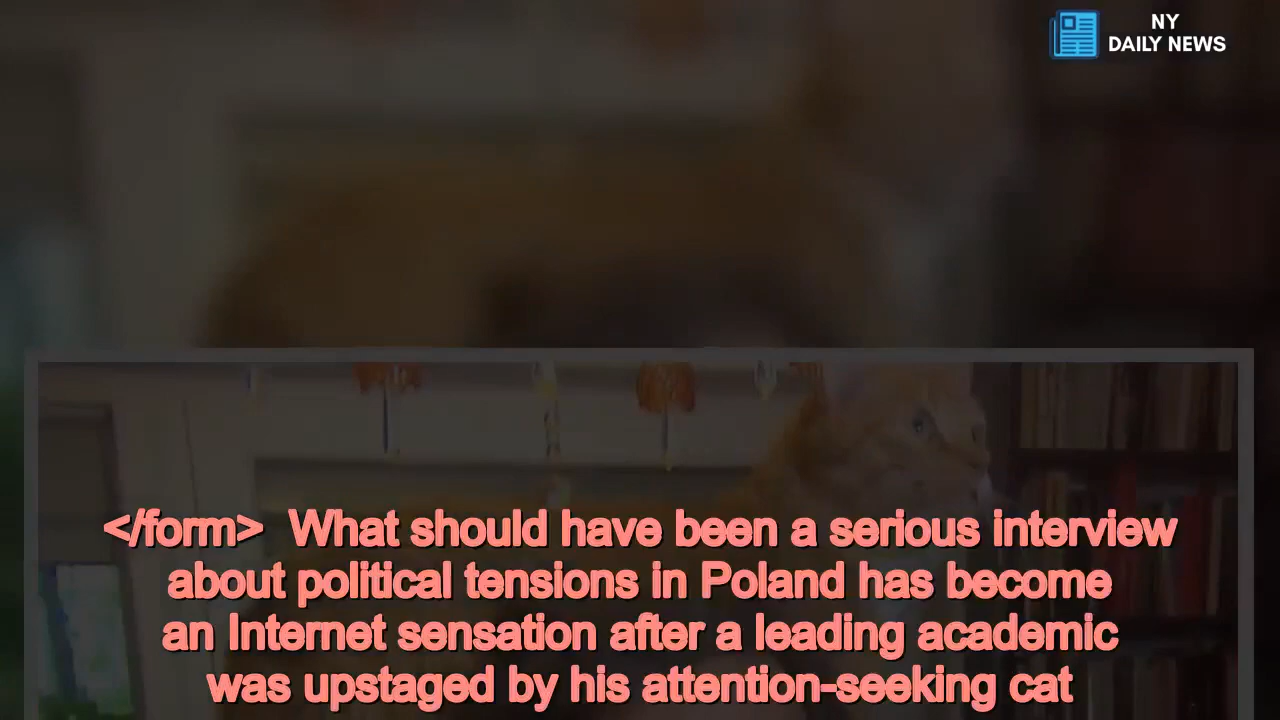 NY
DAILY NEWS
</form>  What should have been a serious interview
about political tensions in Poland has become
an Internet sensation after a leading academic
was upstaged by his attention-seeking cat